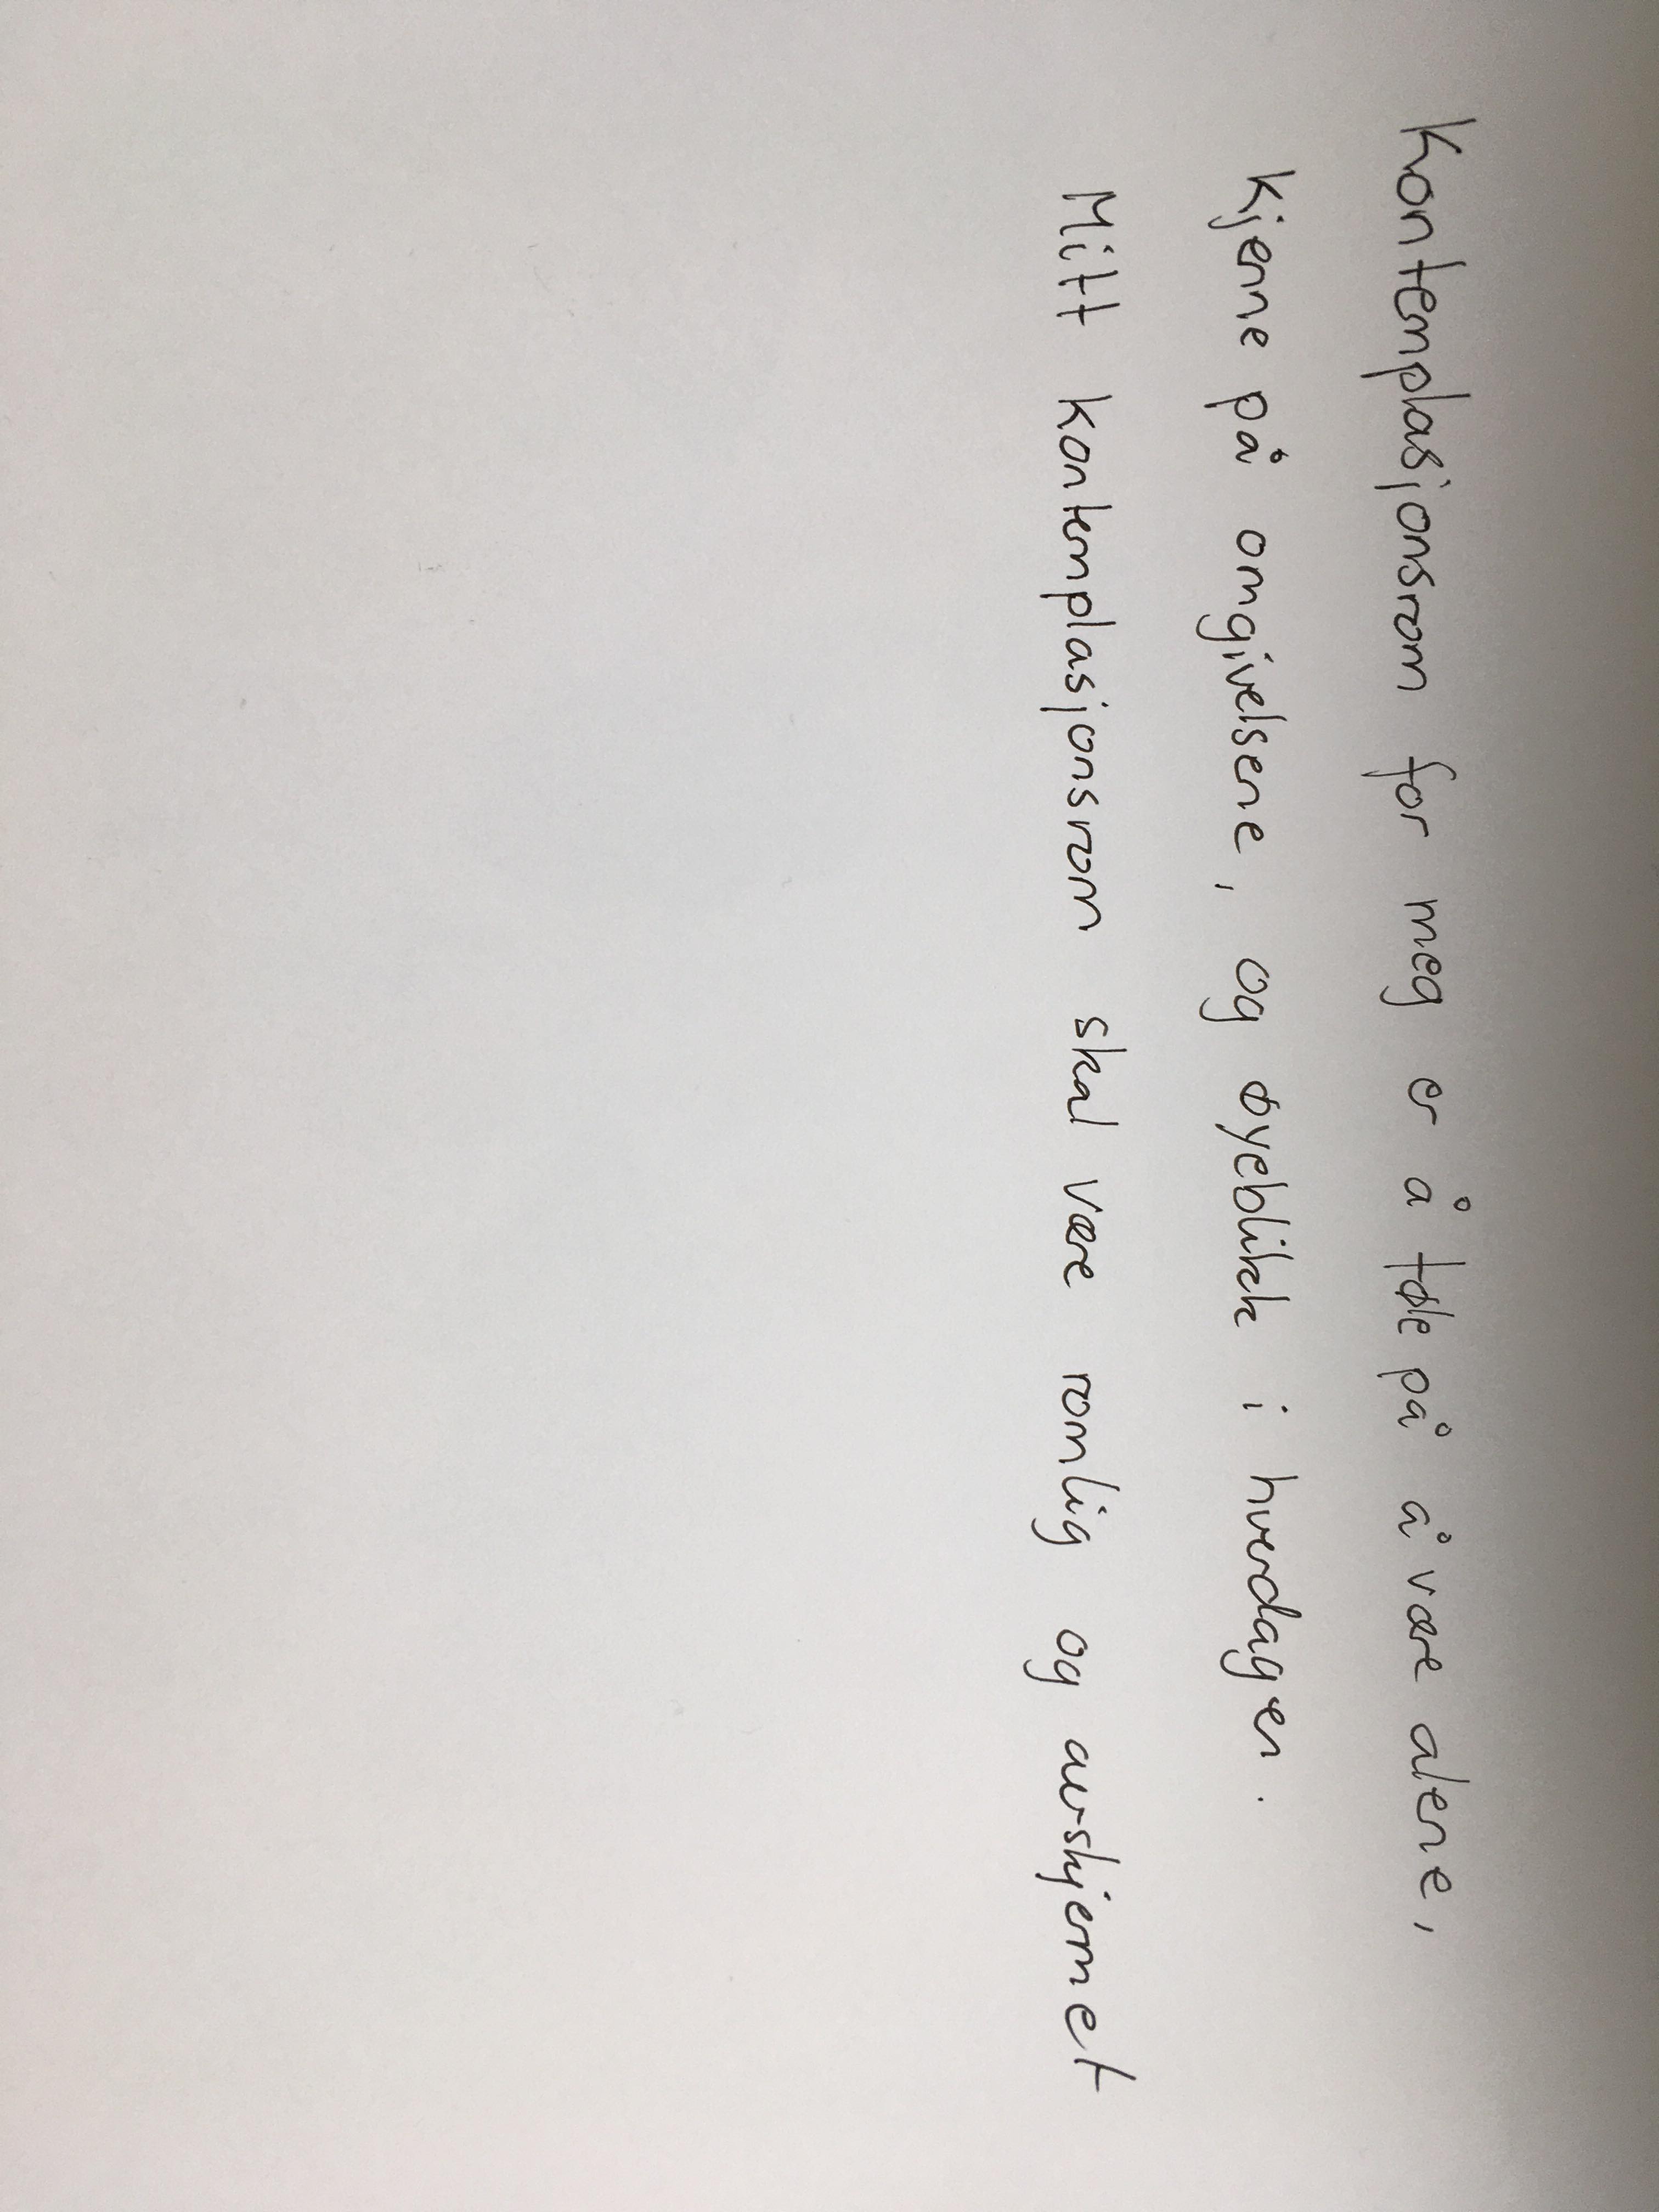 Kontemplasjonsrom for meg er å føle på å være alene,
kjenne på omgivelsene, og øyeblikk i hverdagen.
Mitt kontemplasjonsrom skal være romlig og avskjermet